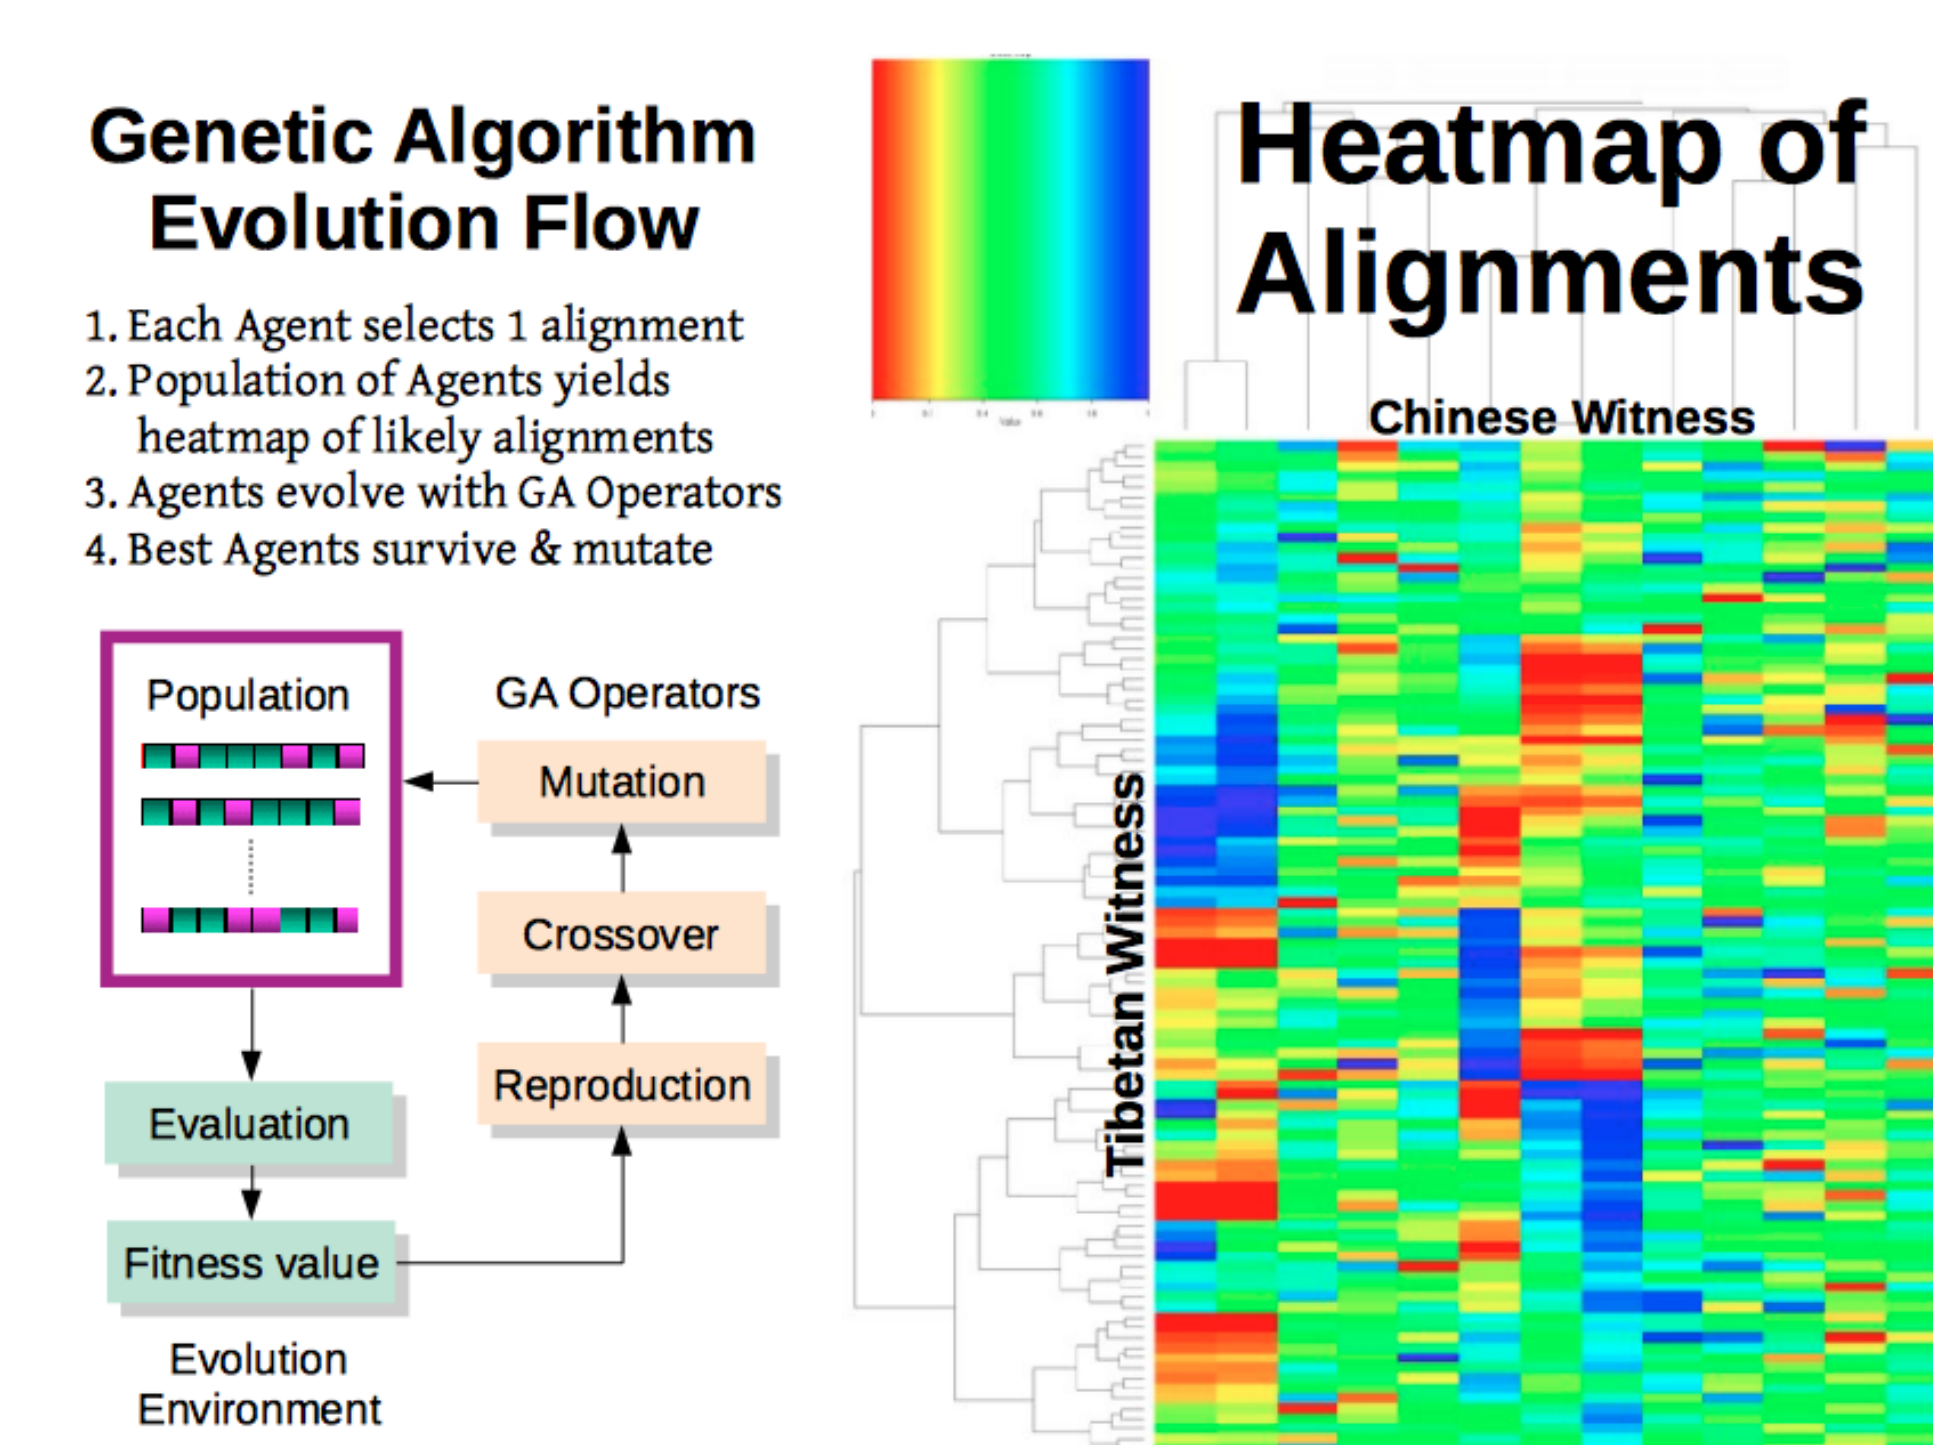 Genetic Algorithm
Evolution Flow
1. Each Agent selects 1 alignment
2. Population of Agents yields
heatmap of likely alignments
3. Agents evolve with GA Operators
4. Best Agents survive & mutate
Population
GA Operators
Mutation
Crossover
Reproduction
Evaluation
Fitness value
Evolution
Environment
Value
Heatmap of
Alignments
Chinese Witness
Tibetan Witness